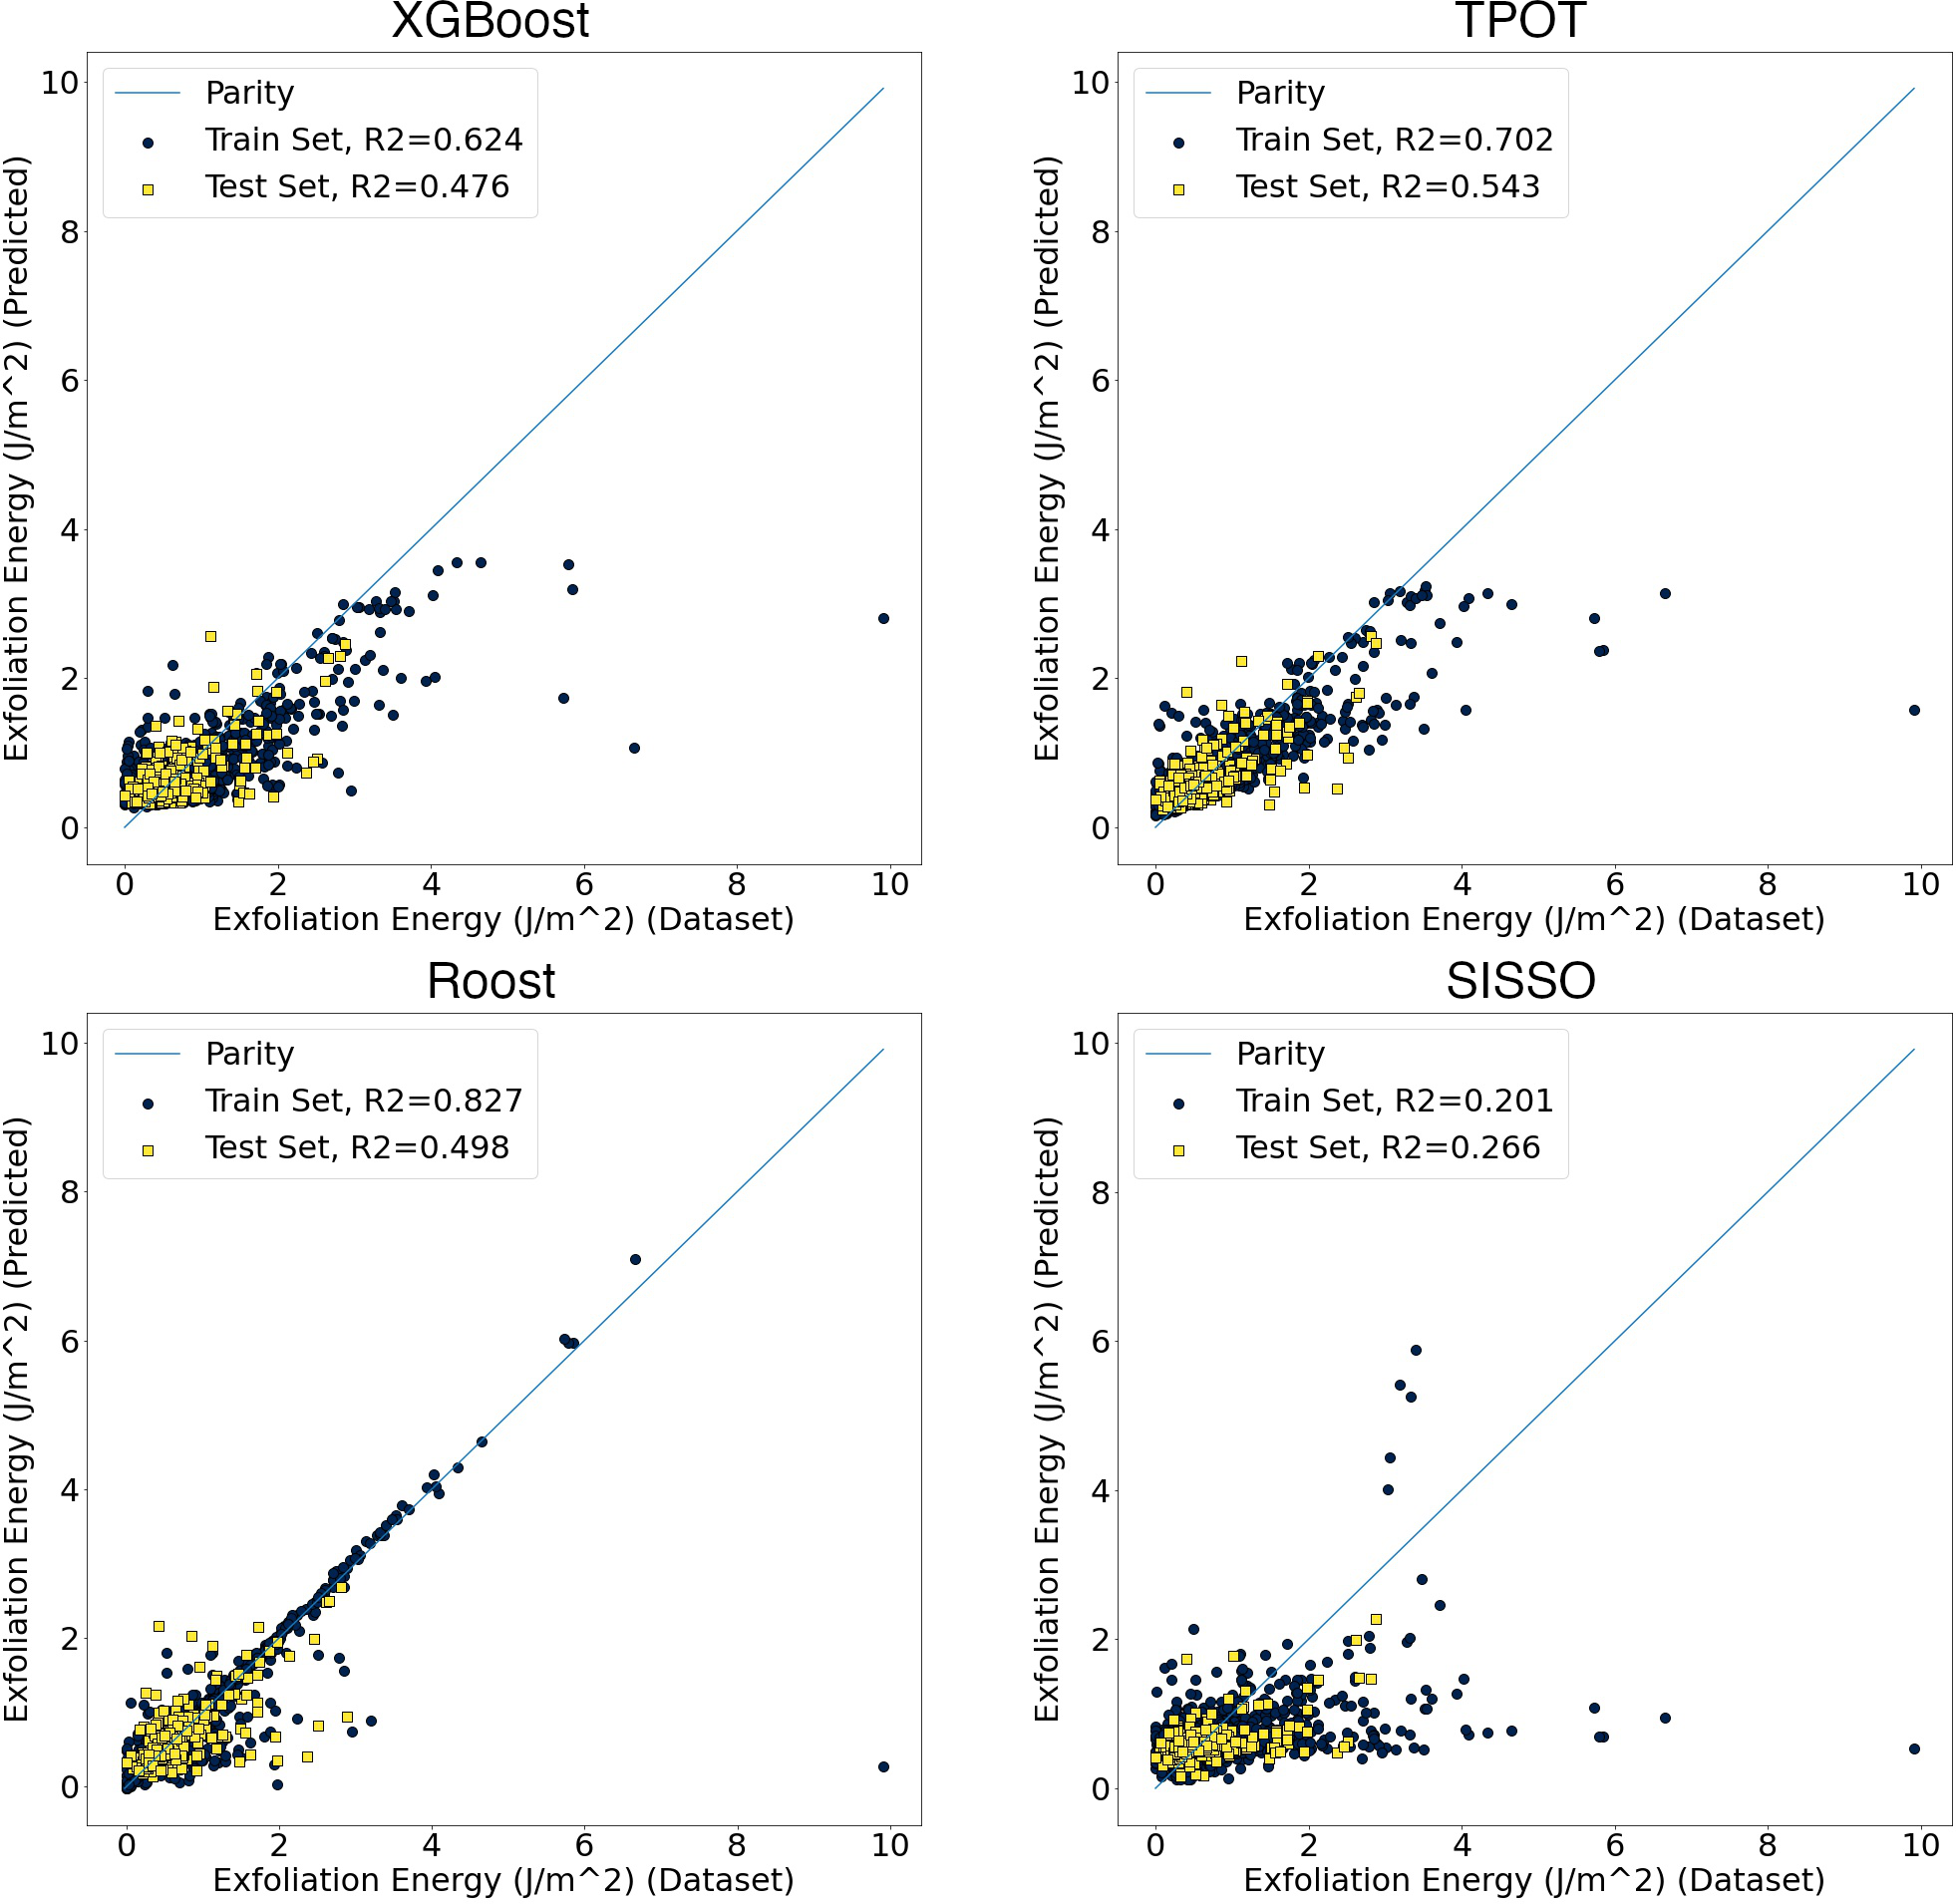 XGBoost
Parity
Train Set, R2=0.624
Test Set, R2=0.476
10
8
6
4
2
0
Exfoliation Energy (J/m^2) (Predicted)
0 2 4 6 8 10
Exfoliation Energy (J/m^2) (Dataset)
TPOT
Parity
Train Set, R2=0.702
Test Set, R2=0.543
10
8
6
4
2
0
Exfoliation Energy (J/m^2) (Predicted)
0 2 4 6 8 10
Exfoliation Energy (J/m^2) (Dataset)
Roost
Parity
Train Set, R2=0.827
Test Set, R2=0.498
10
8
6
4
2
0
Exfoliation Energy (J/m^2) (Predicted)
0 2 4 6 8 10
Exfoliation Energy (J/m^2) (Dataset)
SISSO
Parity
Train Set, R2=0.201
Test Set, R2=0.266
10
8
6
4
2
0
Exfoliation Energy (J/m^2) (Predicted)
0 2 4 6 8 10
Exfoliation Energy (J/m^2) (Dataset)